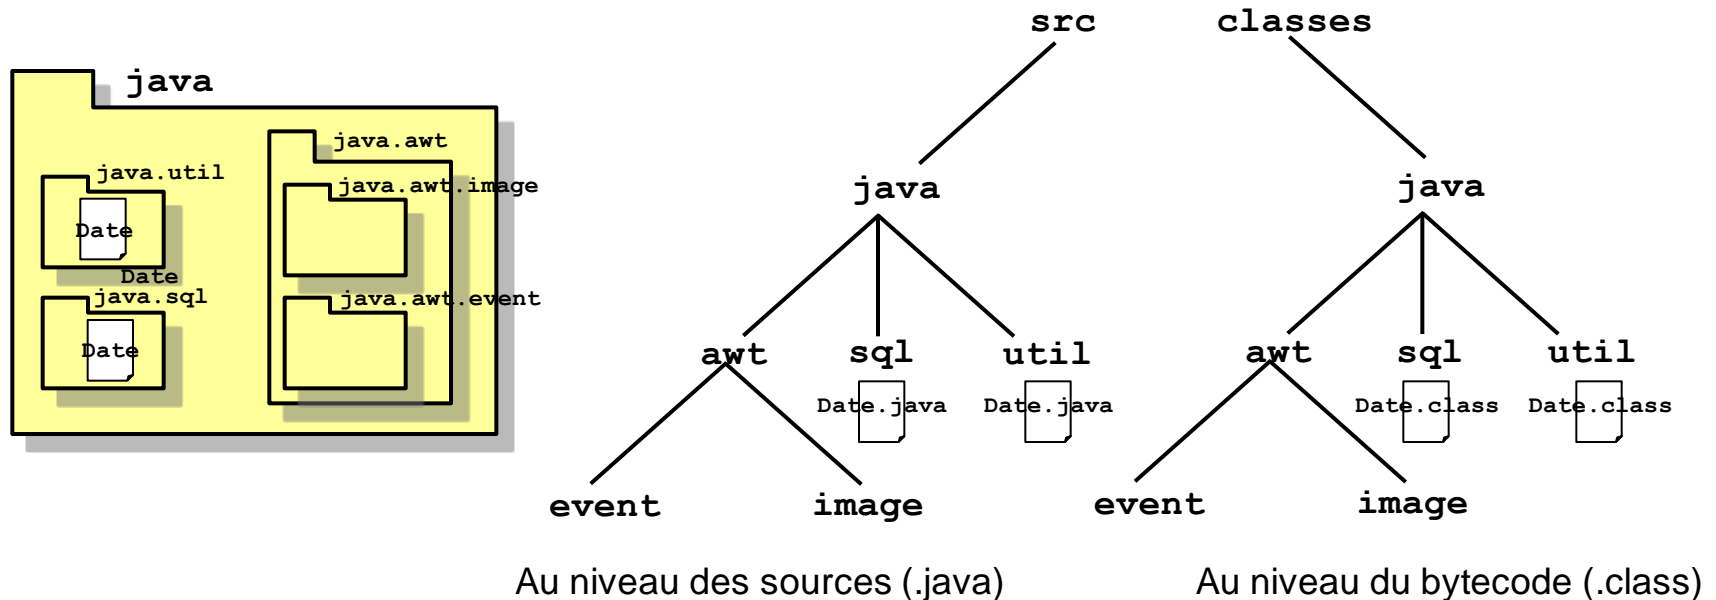 src classes
java
java.awt
java.util
java.awt.image
Date
Date
java.sql
java.awt.event
Date
java java
awt sql util awt sql util
Date.java Date.java Date.class Date.class
event image event image
Au niveau des sources (.java) Au niveau du bytecode (.class)